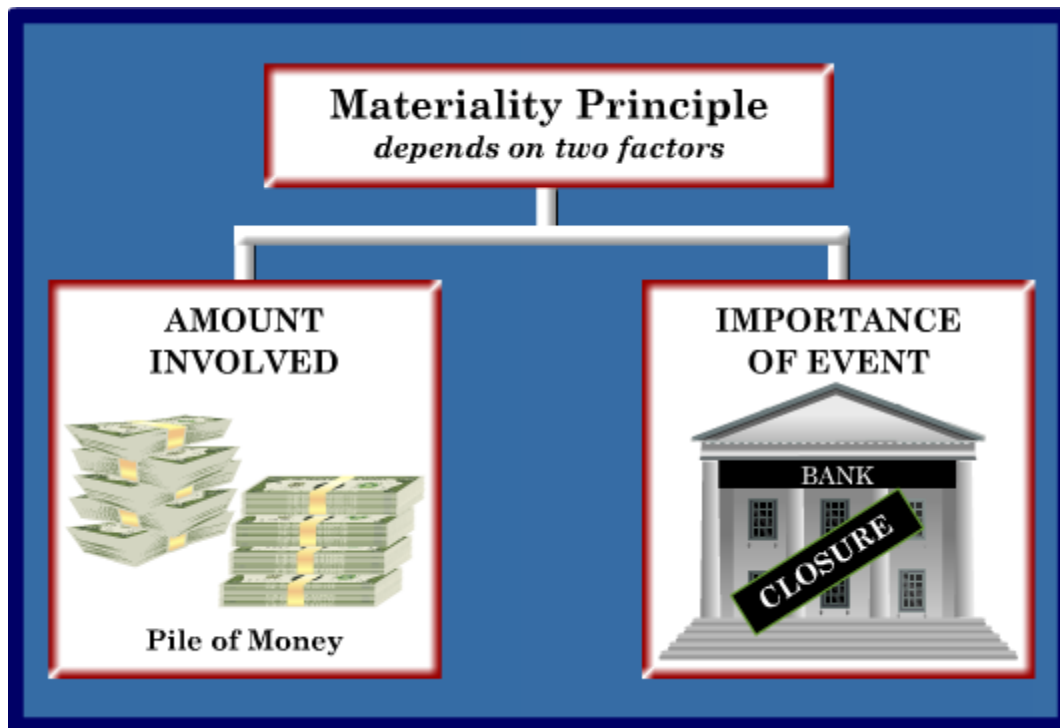 Materiality Principle
depends on two factors
AMOUNT
INVOLVED
Pile of Money
IMPORTANCE
OF EVENT
BANK
CLOSURE